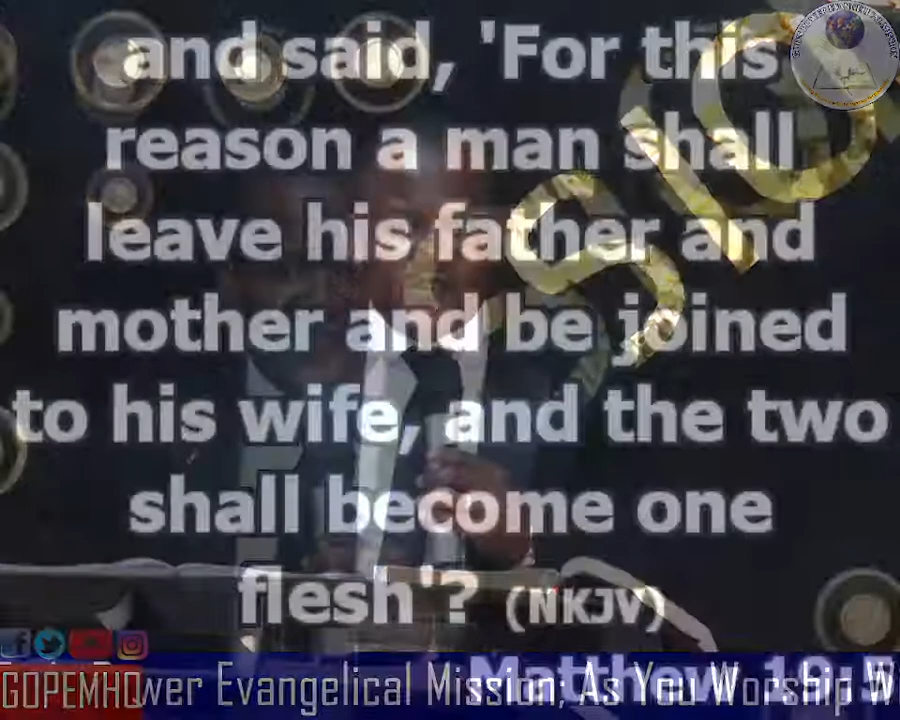 and said, 'For this
reason a man shall
leave his father and
mother and be joined
to his wife, and the two
shall become one
flesh'? (NKJV)
Matthew 19:5
GOPEMHQ wer Evangelical Mission; As You Worship W